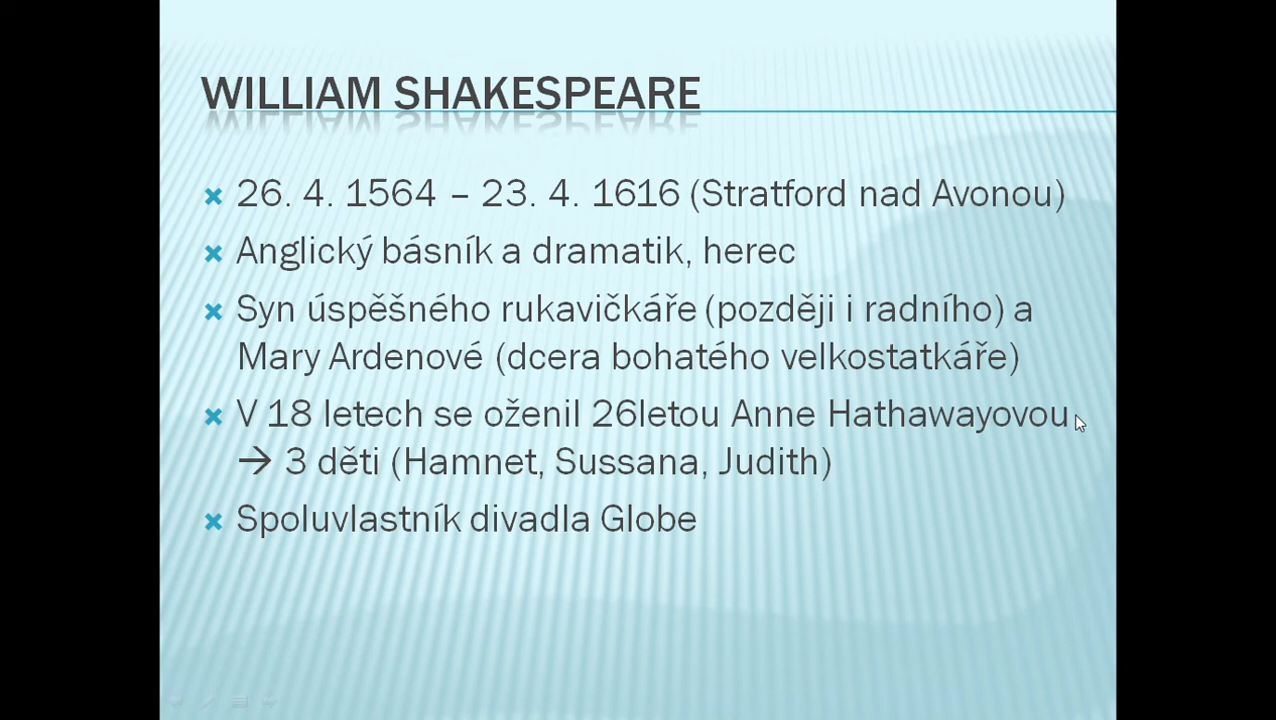 WILLIAM SHAKESPEARE
26. 4. 1564 – 23. 4. 1616 (Stratford nad Avonou)
Anglický básník a dramatik, herec
Syn úspěšného rukavičkáře (později i radního) a
Mary Ardenové (dcera bohatého velkostatkáře)
V 18 letech se oženil 26letou Anne Hathawayovou
→ 3 děti (Hamnet, Sussana, Judith)
Spoluvlastník divadla Globe